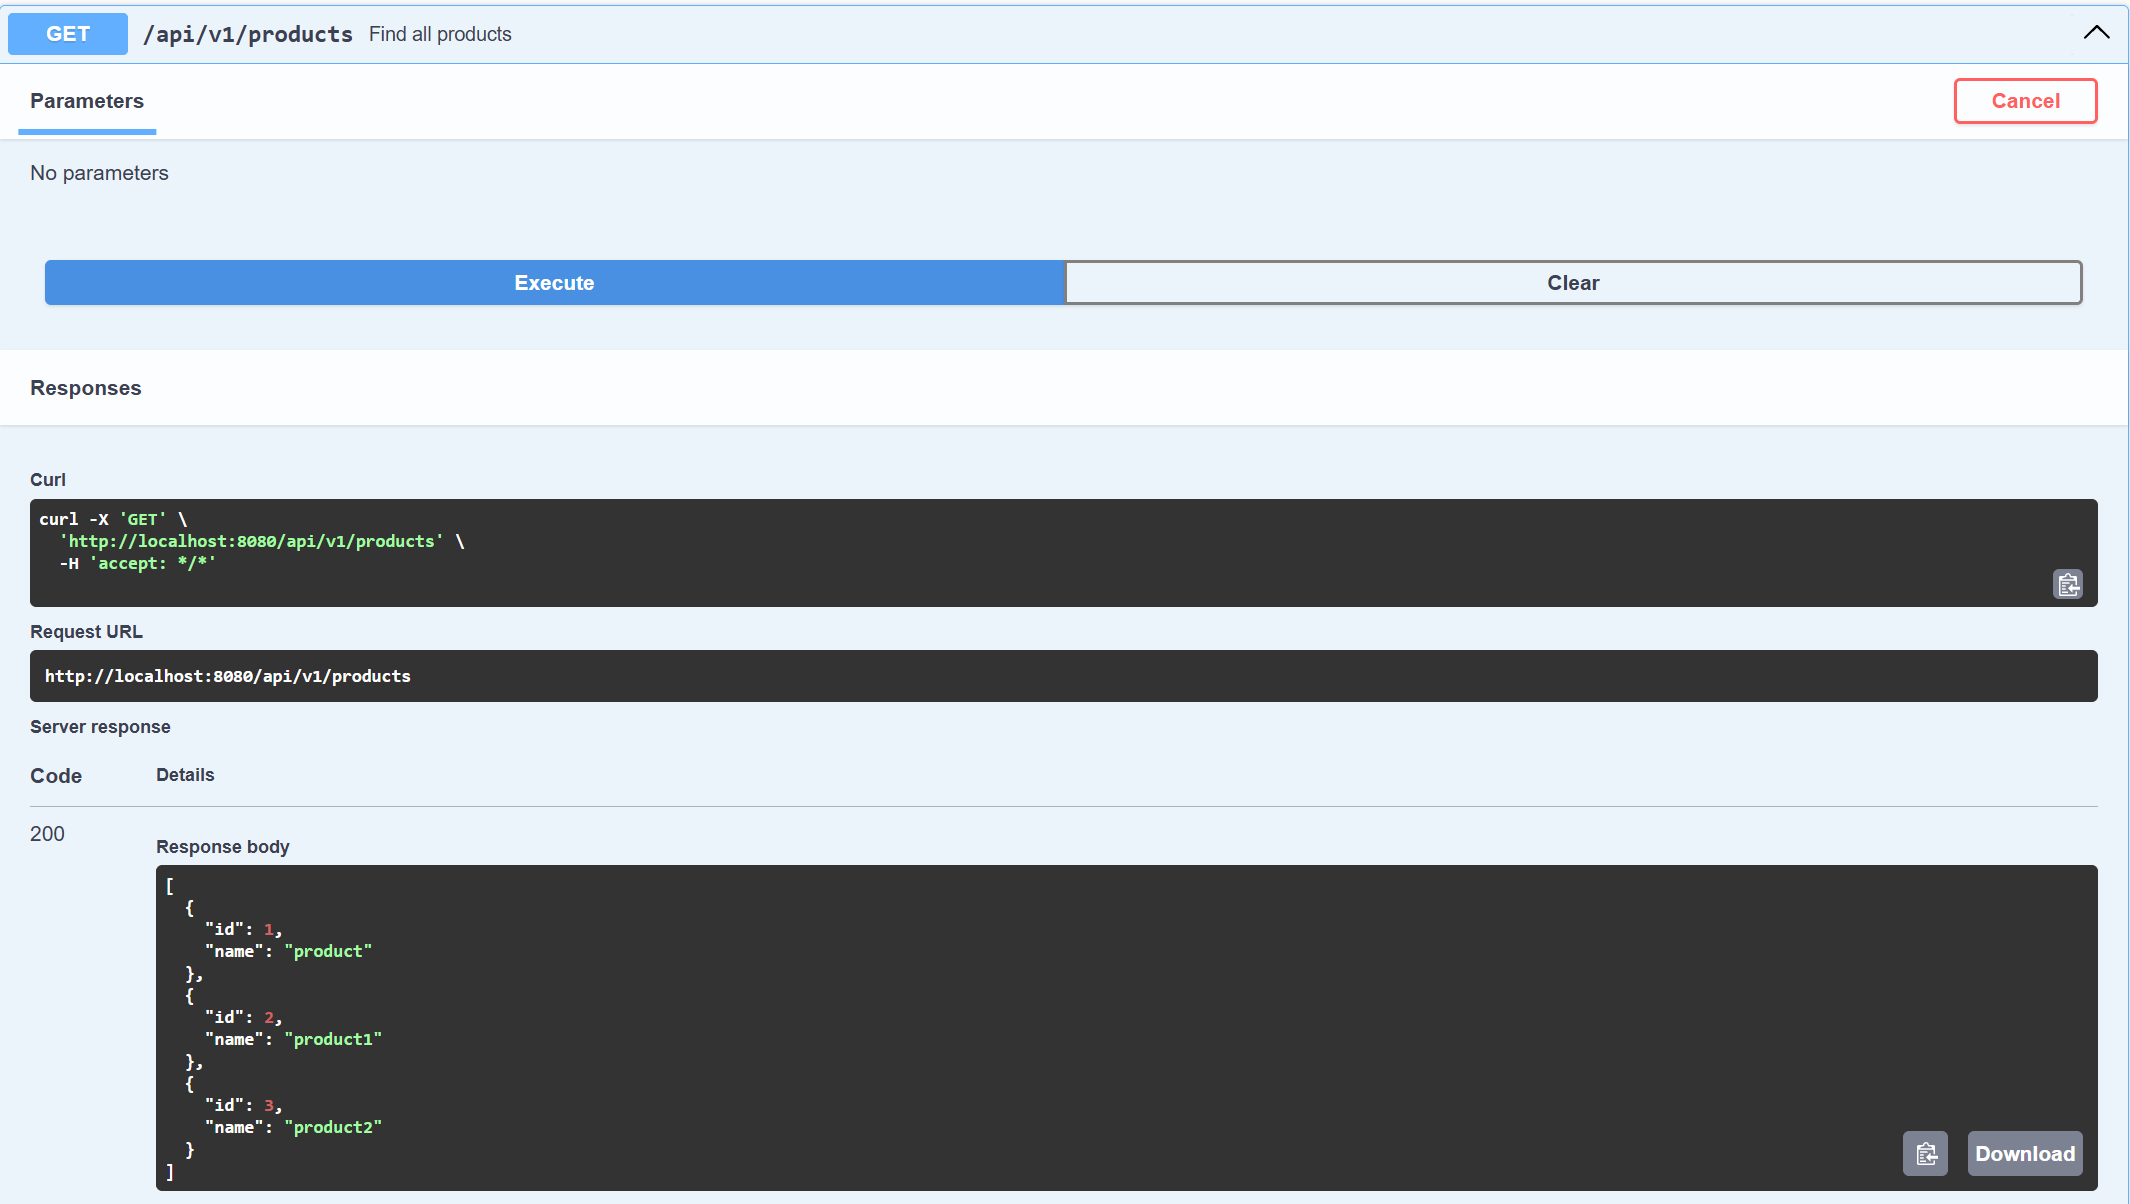 GET /api/v1/products Find all products
Parameters
Cancel
No parameters
Execute
Clear
Responses
Curl
curl -X 'GET' \
  'http://localhost:8080/api/v1/products' \
  -H 'accept: */*'
Request URL
http://localhost:8080/api/v1/products
Server response
Code Details
200
Response body
[
  {
    "id": 1,
    "name": "product"
  },
  {
    "id": 2,
    "name": "product1"
  },
  {
    "id": 3,
    "name": "product2"
  }
]
Download